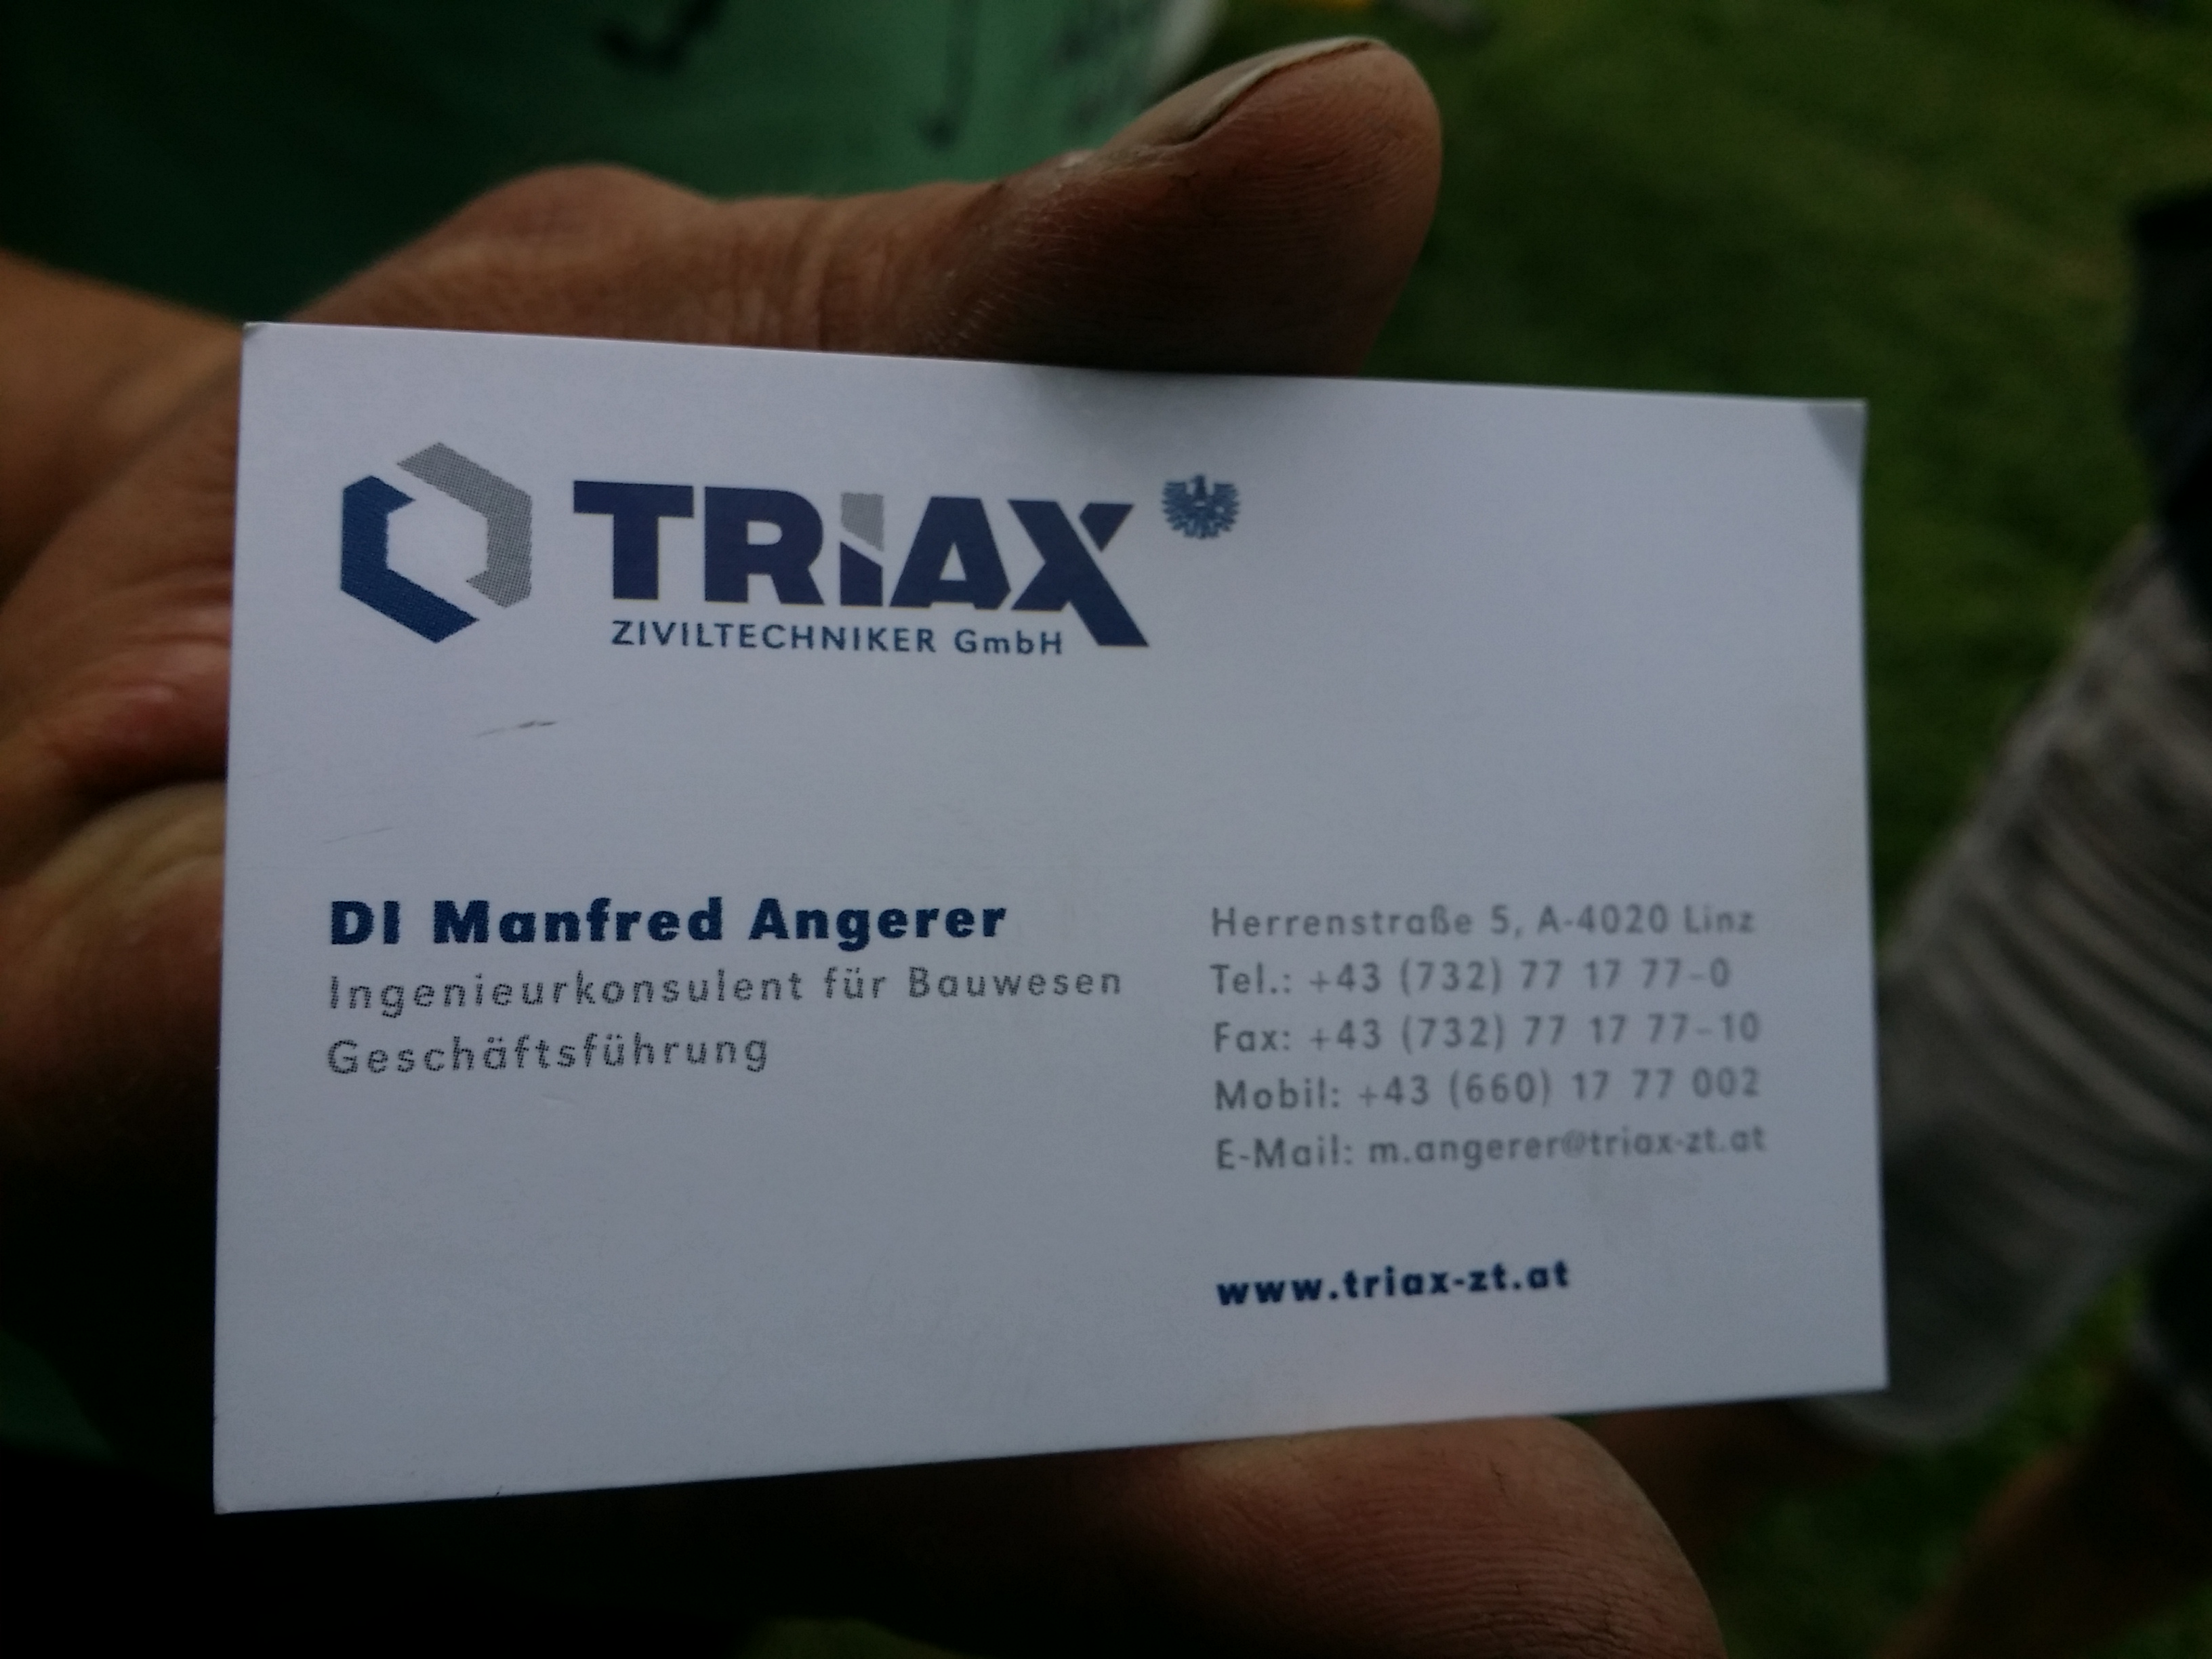 TRiAX
ZIVILTECHNIKER GmbH
DI Manfred Angerer
Ingenieurkonsulent für Bauwesen
Geschäftsführung
Herrenstraße 5, A-4020 Linz
Tel.: +43 (732) 77 17 77-0
Fax: +43 (732) 77 17 77-10
Mobil: +43 (660) 17 77 002
E-Mail: m.angerer@triax-zt.at
www.triax-zt.at